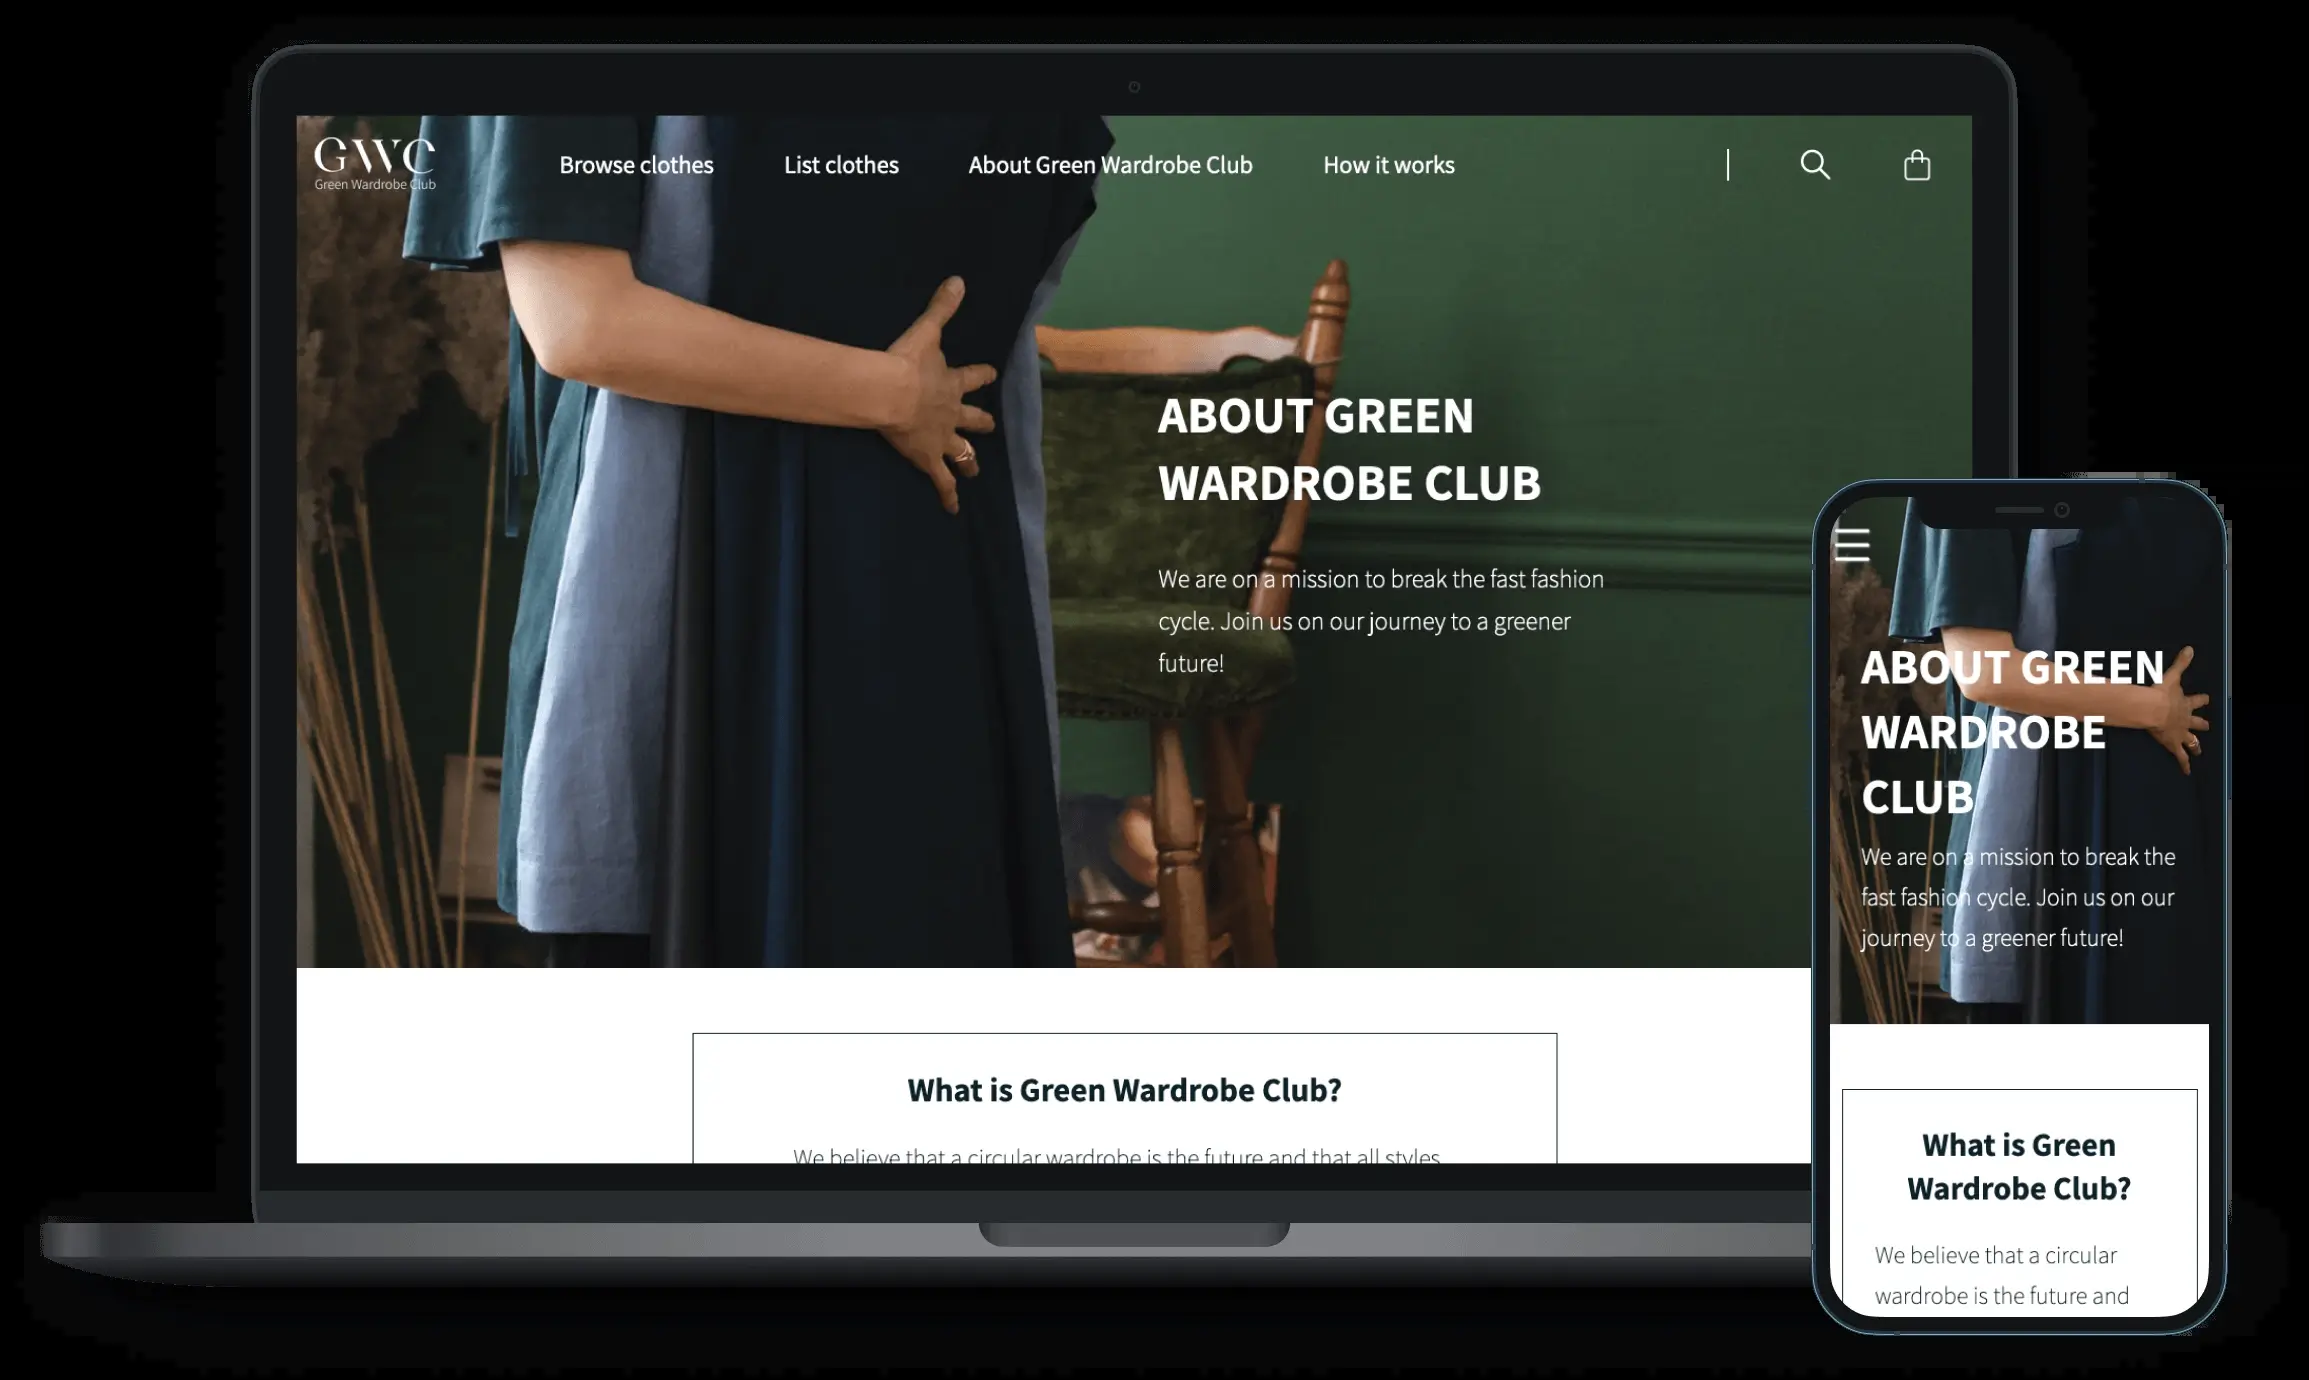 GWC
Green Wardrobe Club
Browse clothes
List clothes
About Green Wardrobe Club
How it works
ABOUT GREEN
WARDROBE CLUB
We are on a mission to break the fast fashion
cycle. Join us on our journey to a greener
future!
What is Green Wardrobe Club?
We believe that a circular wardrobe is the future and that all styles
ABOUT GREEN
WARDROBE
CLUB
We are on a mission to break the
fast fashion cycle. Join us on our
journey to a greener future!
What is Green
Wardrobe Club?
We believe that a circular
wardrobe is the future and